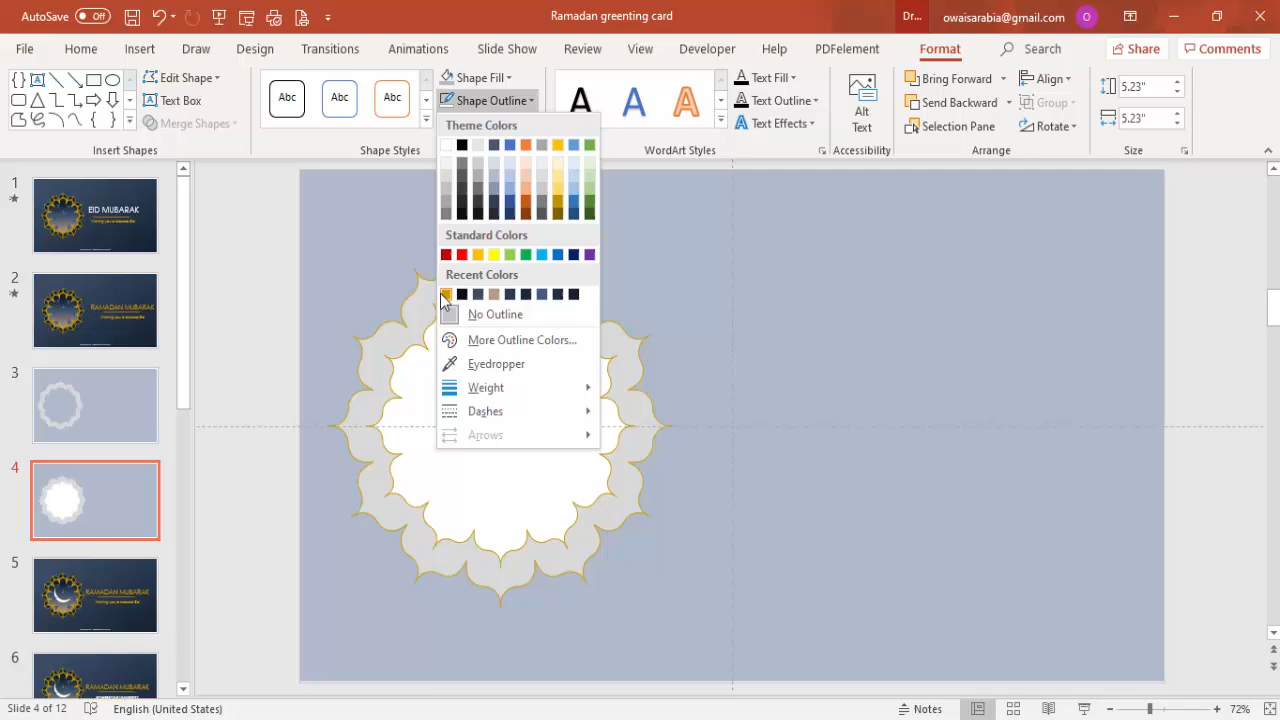 AutoSave Off Ramadan greenting card Dr... owaisarabia@gmail.com O
File Home Insert Draw Design Transitions Animations Slide Show Review View Developer Help PDFelement Format Search Share Comments
Edit Shape
Text Box
Merge Shapes
Insert Shapes
Abc Abc Abc
Shape Styles
Shape Fill
Shape Outline
A A A
Text Fill
Text Outline
Text Effects
WordArt Styles
Alt
Text
Accessibility
Bring Forward
Send Backward
Selection Pane
Align
Group
Rotate
Arrange
5.23"
5.23"
Size
Theme Colors
Standard Colors
Recent Colors
No Outline
More Outline Colors...
Eyedropper
Weight
Dashes
Arrows
1
EID MUBARAK
2
RAMADAN MUBARAK
3
4
5
RAMADAN MUBARAK
6
RAMADAN MUBARAK
Slide 4 of 12 English (United States) Notes 72%